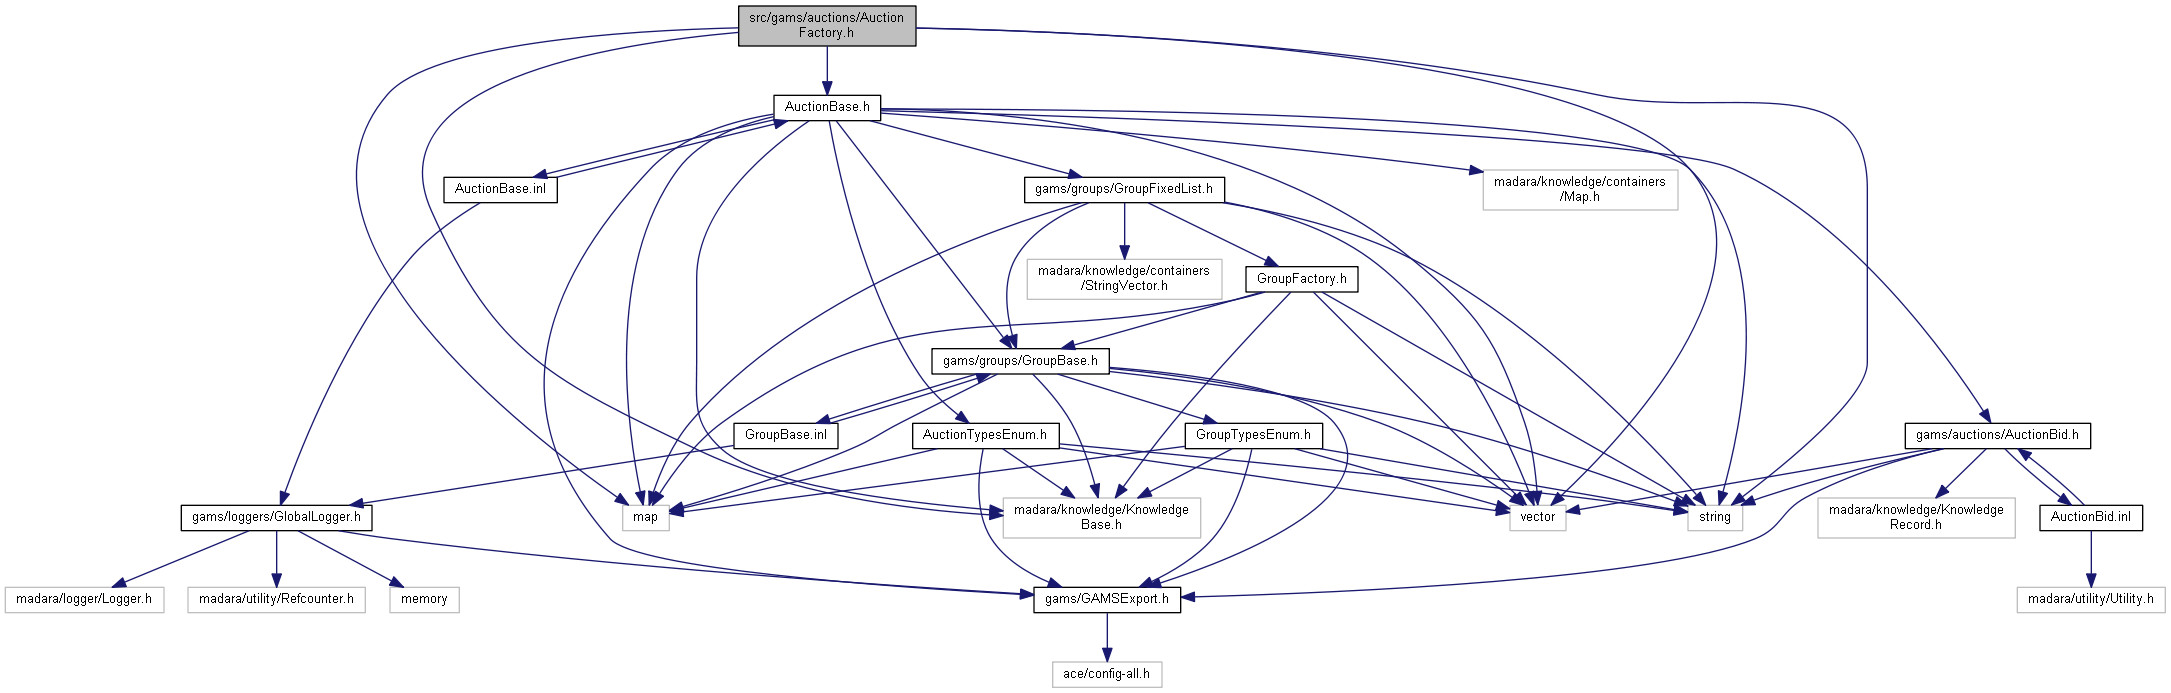 src/gams/auctions/Auction
Factory.h
AuctionBase.h
AuctionBase.inl
gams/groups/GroupFixedList.h
madara/knowledge/containers
/Map.h
madara/knowledge/containers
/StringVector.h
GroupFactory.h
gams/groups/GroupBase.h
GroupBase.inl
AuctionTypesEnum.h
GroupTypesEnum.h
gams/auctions/AuctionBid.h
gams/loggers/GlobalLogger.h
map
madara/knowledge/Knowledge
Base.h
vector
string
madara/knowledge/Knowledge
Record.h
AuctionBid.inl
madara/logger/Logger.h
madara/utility/Refcounter.h
memory
gams/GAMSExport.h
madara/utility/Utility.h
ace/config-all.h